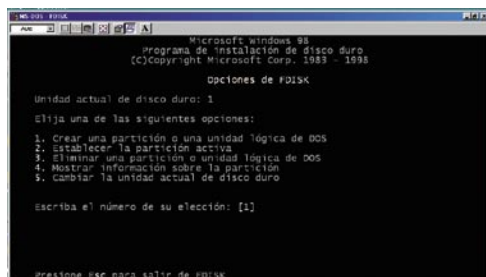 MS-DOS - FDISK
Auto
A
Microsoft Windows 98
Programa de instalación de disco duro
(C)Copyright Microsoft Corp. 1983 - 1998
Opciones de FDISK
Unidad actual de disco duro: 1
Elija una de las siguientes opciones:
1. Crear una partición o una unidad lógica de DOS
2. Establecer la partición activa
3. Eliminar una partición o unidad lógica de DOS
4. Mostrar información sobre la partición
5. Cambiar la unidad actual de disco duro
Escriba el número de su elección: [1]
Presione Esc para salir de FDISK